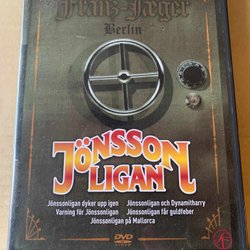 Franz-Jæger
Berlin
JÖNSSON
LIGAN
Jönssonligan dyker upp igen
Jönssonligan och Dynamitharry
Varning för Jönssonligan
Jönssonligan får guldfeber
Jönssonligan på Mallorca
DVD